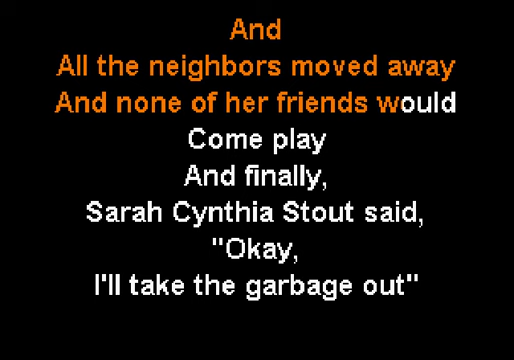 And
All the neighbors moved away
And none of her friends would
Come play
And finally,
Sarah Cynthia Stout said,
"Okay,
I'll take the garbage out"